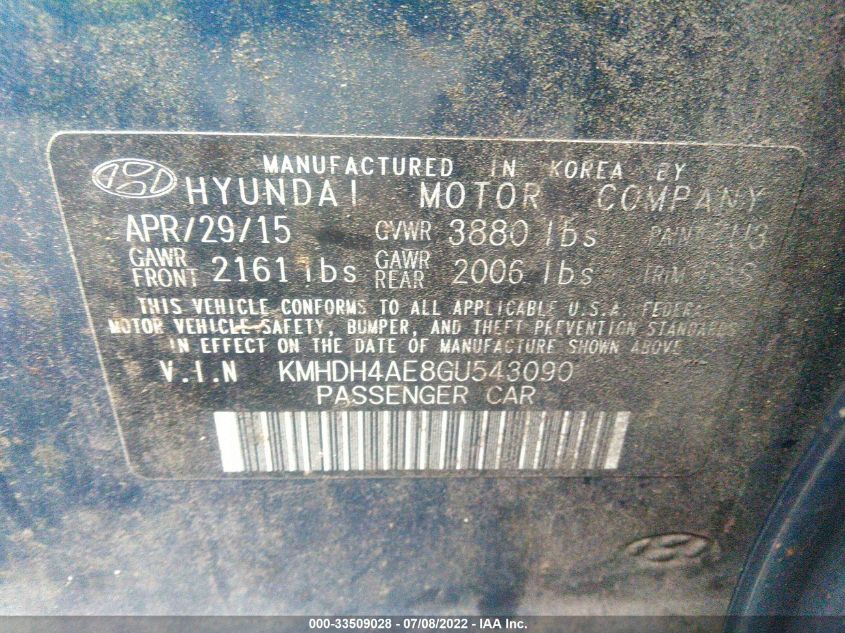 MANUFACTURED IN KOREA BY
HYUNDAI MOTOR COMPANY
APR/29/15 GVWR 3880 lbs PAINT
GAWR FRONT 2161 lbs GAWR REAR 2006 lbs TRIM
THIS VEHICLE CONFORMS TO ALL APPLICABLE U.S.A. FEDERAL
MOTOR VEHICLE SAFETY, BUMPER, AND THEFT PREVENTION STANDARDS
IN EFFECT ON THE DATE OF MANUFACTURE SHOWN ABOVE.
V.I.N KMHDH4AE8GU543090
PASSENGER CAR
000-33509028 - 07/08/2022 - IAA Inc.